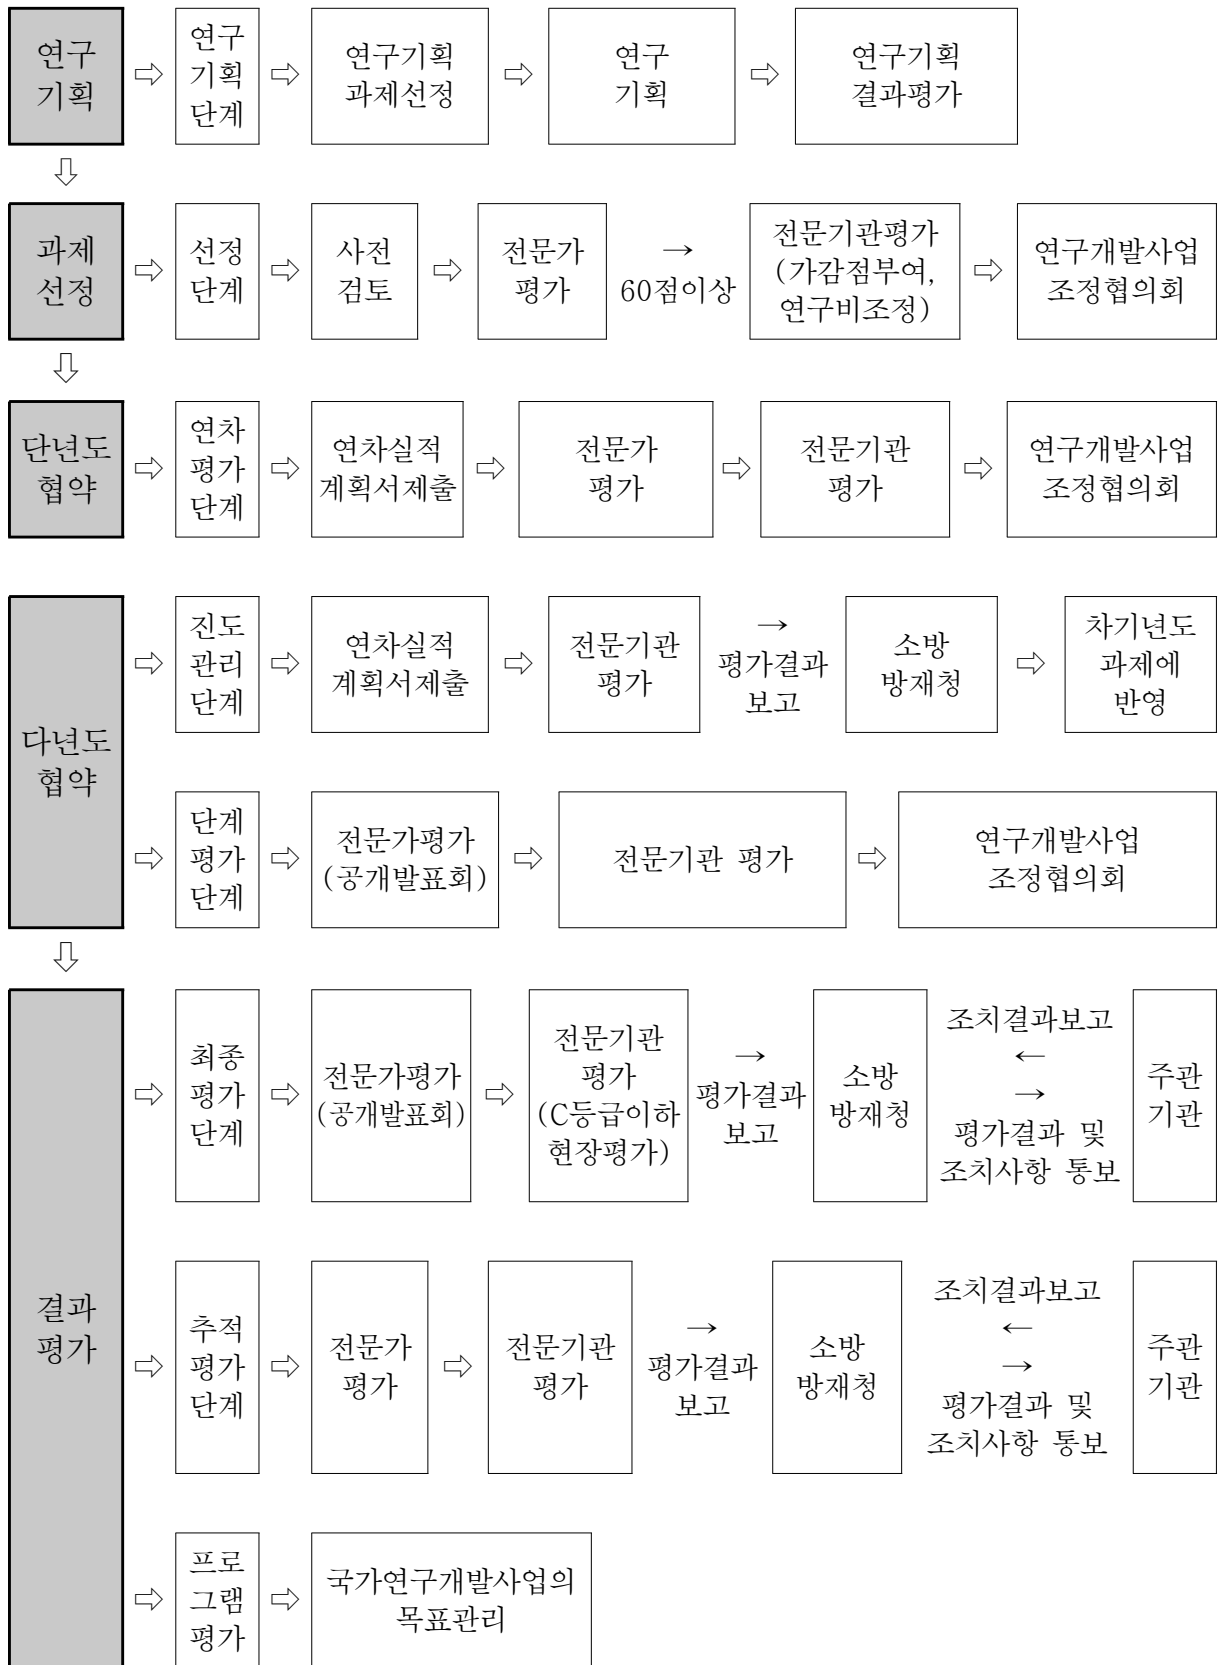 연구
기획
연구
기획
단계
연구기획
과제선정
연구
기획
연구기획
결과평가
과제
선정
선정
단계
사전
검토
전문가
평가
→
60점이상
전문기관평가
(가감점부여,
연구비조정)
연구개발사업
조정협의회
단년도
협약
연차
평가
단계
연차실적
계획서제출
전문가
평가
전문기관
평가
연구개발사업
조정협의회
다년도
협약
진도
관리
단계
연차실적
계획서제출
전문기관
평가
→
평가결과
보고
소방
방재청
차기년도
과제에
반영
단계
평가
단계
전문가평가
(공개발표회)
전문기관 평가
연구개발사업
조정협의회
결과
평가
최종
평가
단계
전문가평가
(공개발표회)
전문기관
평가
(C등급이하
현장평가)
→
평가결과
보고
소방
방재청
조치결과보고
←
→
평가결과 및
조치사항 통보
주관
기관
추적
평가
단계
전문가
평가
전문기관
평가
→
평가결과
보고
소방
방재청
조치결과보고
←
→
평가결과 및
조치사항 통보
주관
기관
프로
그램
평가
국가연구개발사업의
목표관리